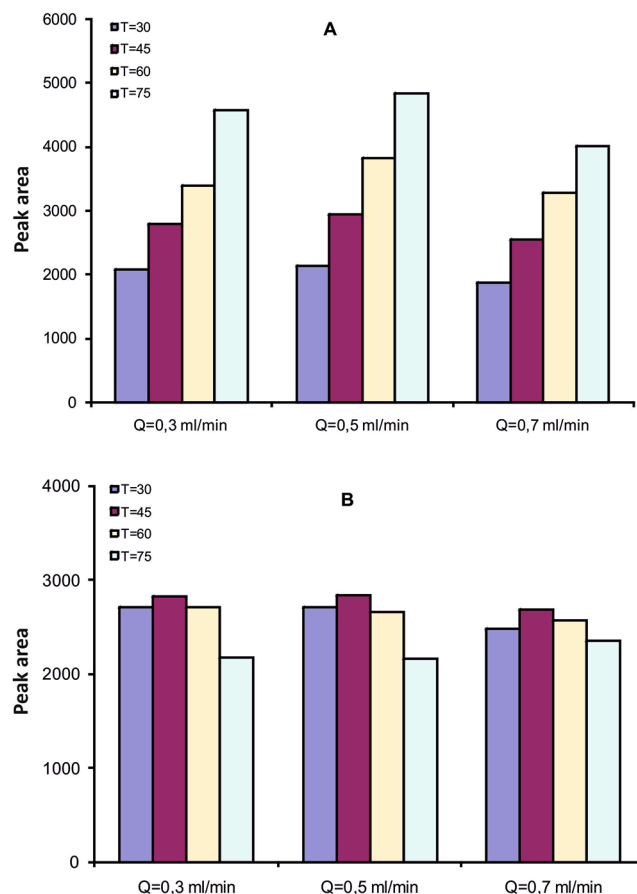 A
T=30
T=45
T=60
T=75
Peak area
6000
5000
4000
3000
2000
1000
0
Q=0,3 ml/min Q=0,5 ml/min Q=0,7 ml/min
B
T=30
T=45
T=60
T=75
Peak area
4000
3000
2000
1000
0
Q=0,3 ml/min Q=0,5 ml/min Q=0,7 ml/min